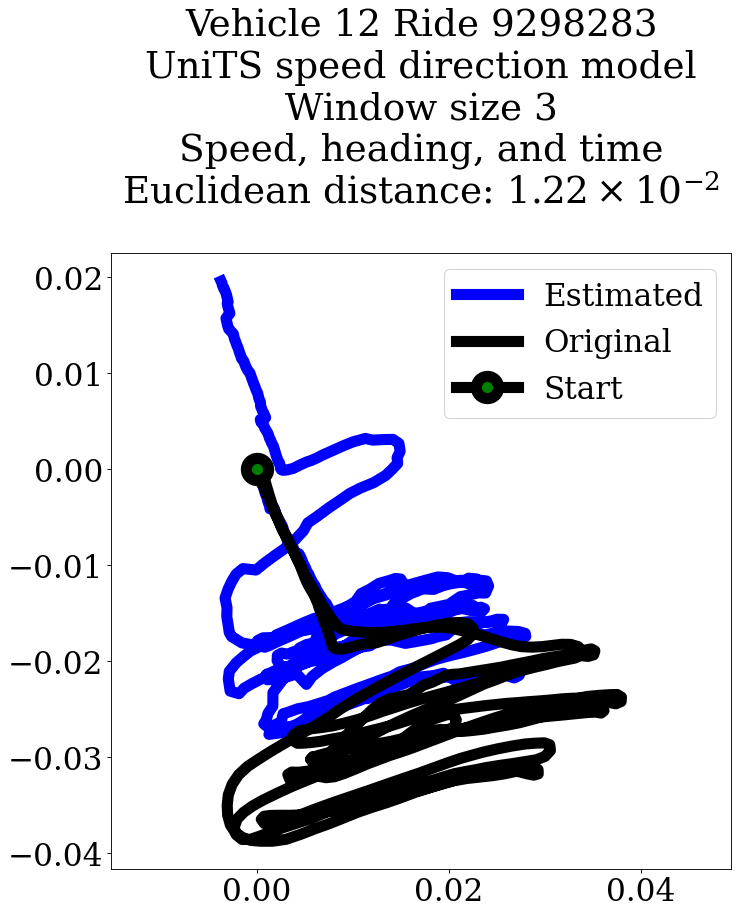 Vehicle 12 Ride 9298283
UniTS speed direction model
Window size 3
Speed, heading, and time
Euclidean distance: 1.22 × 10⁻²
Estimated
Original
Start
0.02
0.01
0.00
−0.01
−0.02
−0.03
−0.04
0.00 0.02 0.04